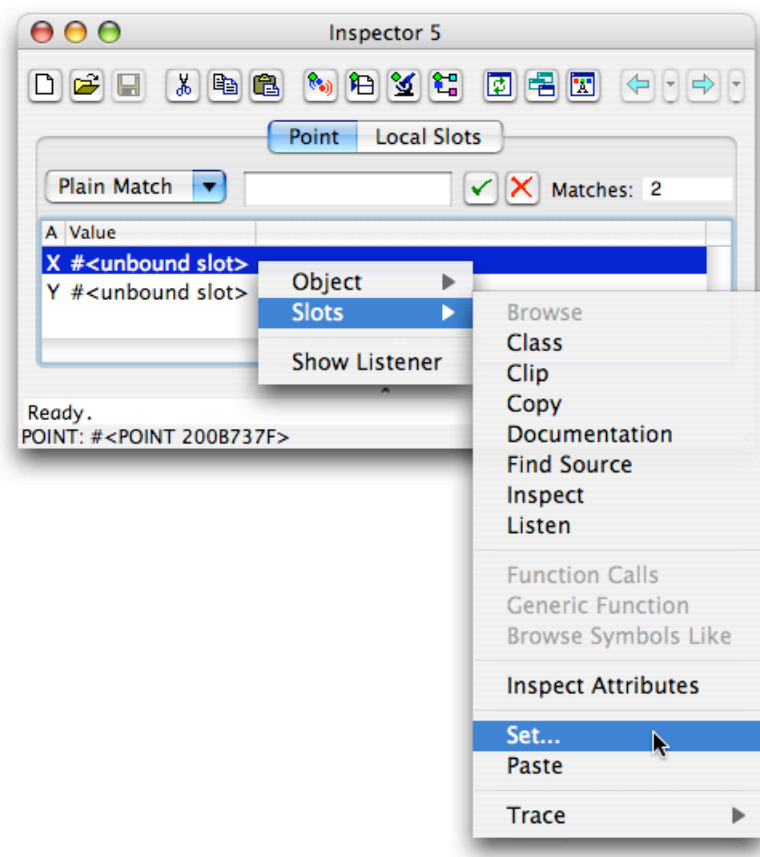 Inspector 5
Point Local Slots
Plain Match Matches: 2
A Value
X #<unbound slot>
Y #<unbound slot>
Object
Slots
Show Listener
Ready.
POINT: #<POINT 200B737F>
Browse
Class
Clip
Copy
Documentation
Find Source
Inspect
Listen
Function Calls
Generic Function
Browse Symbols Like
Inspect Attributes
Set...
Paste
Trace